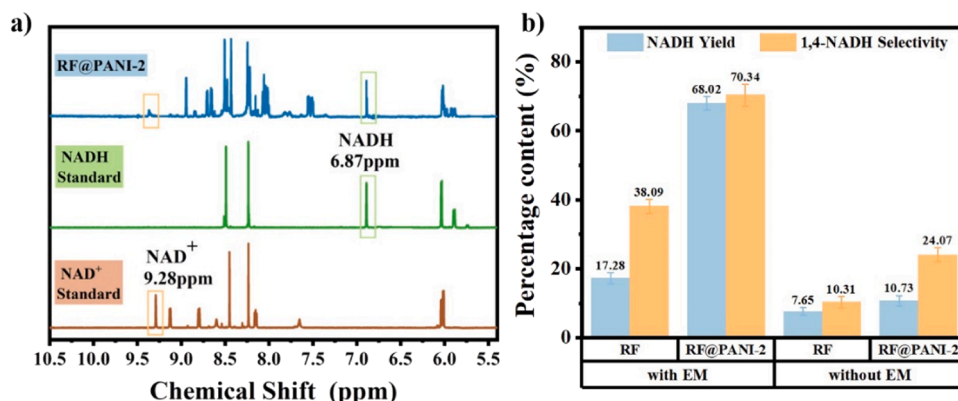 a)
RF@PANI-2
NADH
Standard
NADH
6.87ppm
NAD+
Standard
NAD+
9.28ppm
10.5 10.0 9.5 9.0 8.5 8.0 7.5 7.0 6.5 6.0 5.5
Chemical Shift (ppm)
b)
NADH Yield 1,4-NADH Selectivity
Percentage content (%)
80
60
40
20
0
17.28
38.09
68.02
70.34
7.65
10.31
10.73
24.07
RF RF@PANI-2 RF RF@PANI-2
with EM without EM